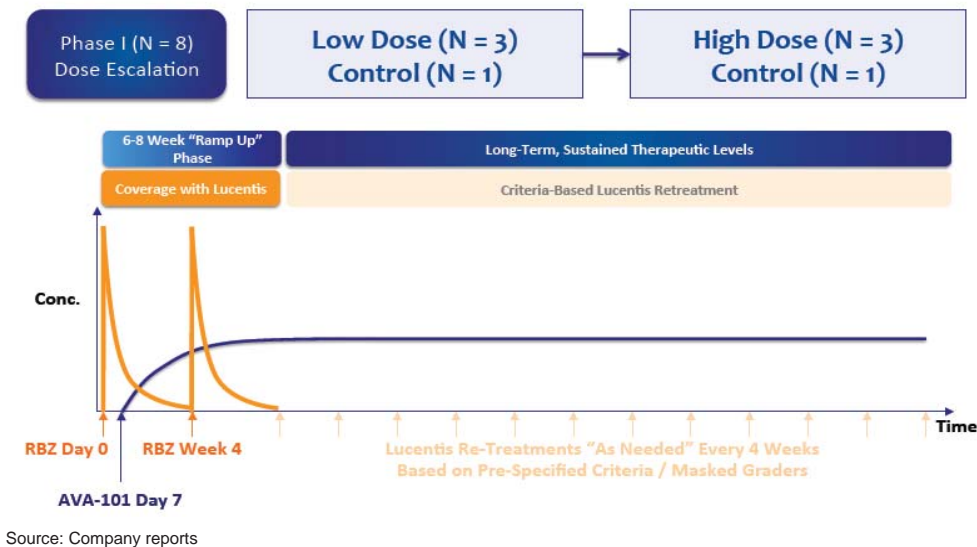 Phase I (N = 8)
Dose Escalation
Low Dose (N = 3)
Control (N = 1)
High Dose (N = 3)
Control (N = 1)
6-8 Week “Ramp Up”
Phase
Long-Term, Sustained Therapeutic Levels
Coverage with Lucentis
Criteria-Based Lucentis Retreatment
Conc.
Time
RBZ Day 0
RBZ Week 4
Lucentis Re-Treatments “As Needed” Every 4 Weeks
Based on Pre-Specified Criteria / Masked Graders
AVA-101 Day 7
Source: Company reports